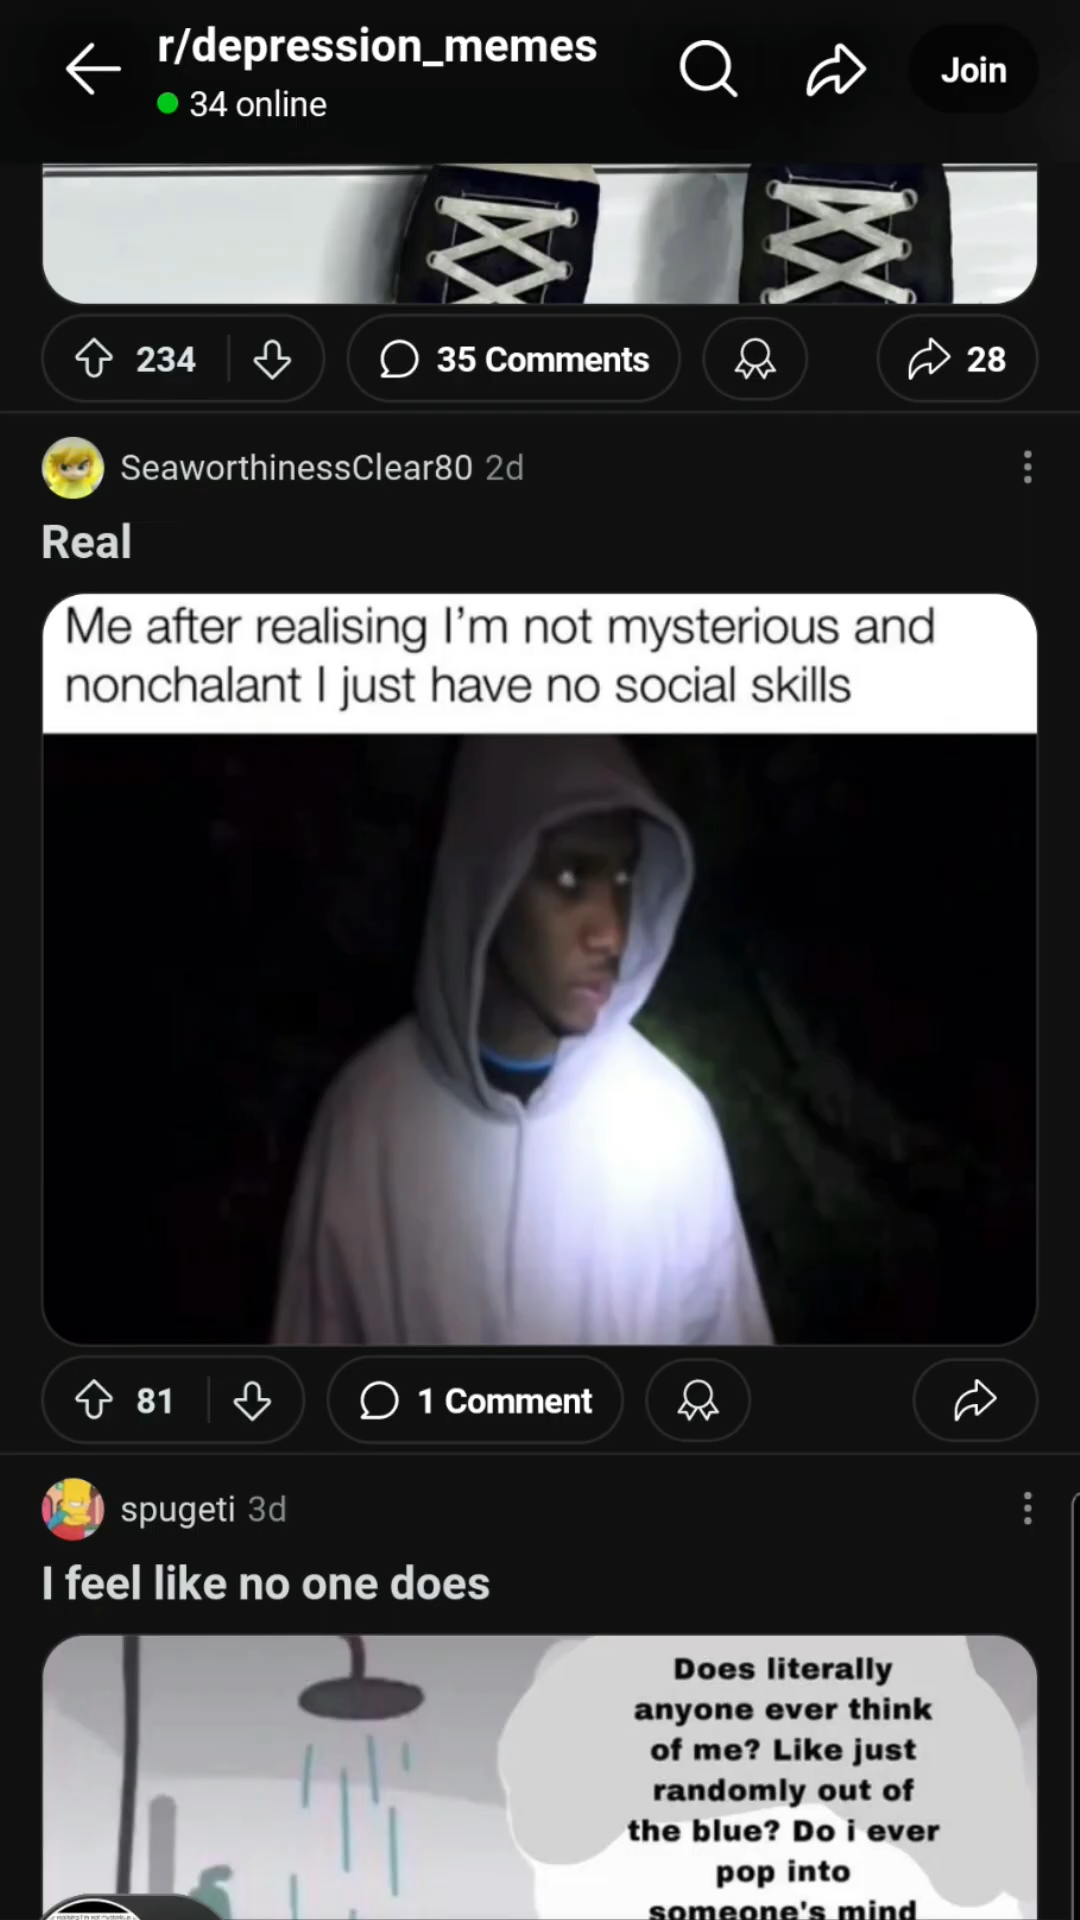 r/depression_memes
34 online
Join
234
35 Comments
28
SeaworthinessClear80 2d
Real
Me after realising I’m not mysterious and
nonchalant I just have no social skills
81
1 Comment
spugeti 3d
I feel like no one does
Does literally
anyone ever think
of me? Like just
randomly out of
the blue? Do i ever
pop into
someone's mind